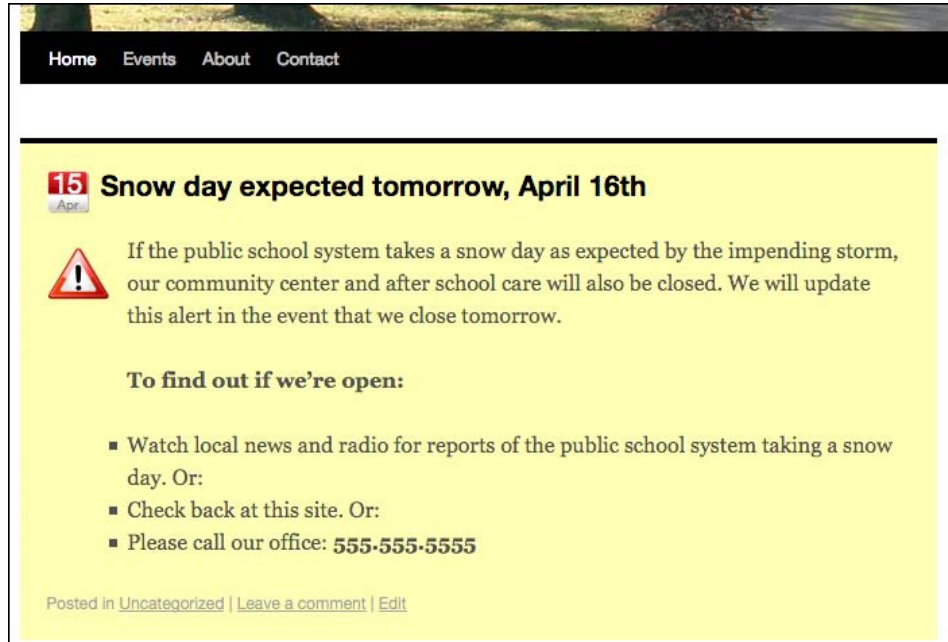 Home Events About Contact
15 Snow day expected tomorrow, April 16th
Apr
If the public school system takes a snow day as expected by the impending storm,
our community center and after school care will also be closed. We will update
this alert in the event that we close tomorrow.
To find out if we're open:
▪ Watch local news and radio for reports of the public school system taking a snow
day. Or:
▪ Check back at this site. Or:
▪ Please call our office: 555.555.5555
Posted in Uncategorized | Leave a comment | Edit